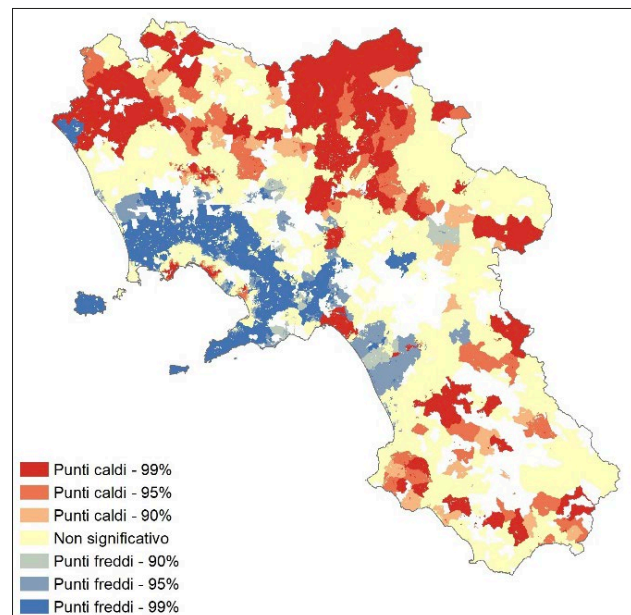 Punti caldi - 99%
Punti caldi - 95%
Punti caldi - 90%
Non significativo
Punti freddi - 90%
Punti freddi - 95%
Punti freddi - 99%